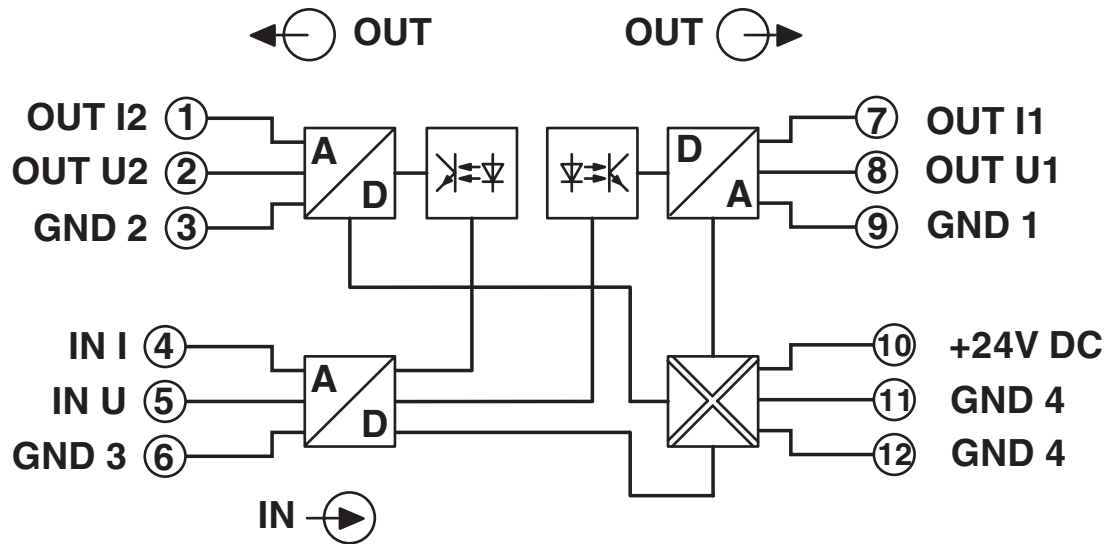 OUT
OUT
OUT I2 1
OUT U2 2
GND 2 3
A
D
D
A
7 OUT I1
8 OUT U1
9 GND 1
IN I 4
IN U 5
GND 3 6
A
D
10 +24V DC
11 GND 4
12 GND 4
IN